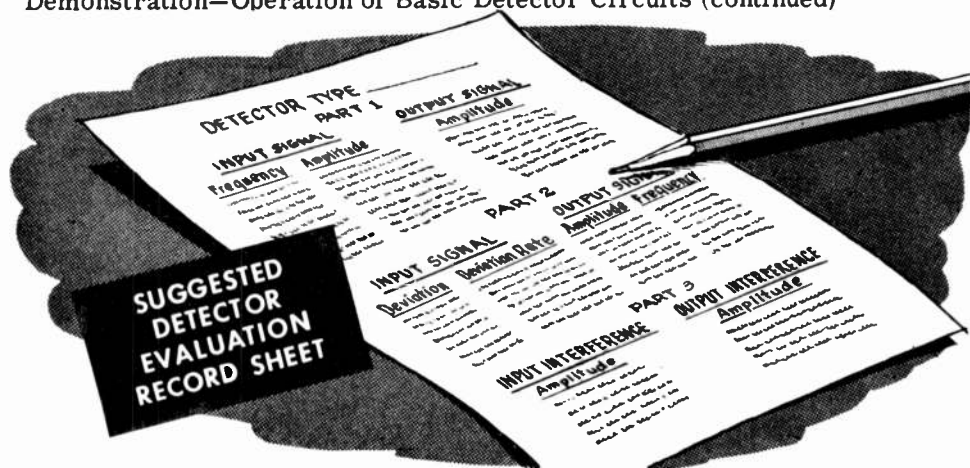 Demonstration—Operation of Basic Detector Circuits (continued)
DETECTOR TYPE
PART 1
INPUT SIGNAL
OUTPUT SIGNAL
Frequency Amplitude
Amplitude
PART 2
INPUT SIGNAL
OUTPUT SIGNAL
Deviation Deviation Rate
Amplitude Frequency
PART 3
INPUT INTERFERENCE
OUTPUT INTERFERENCE
Amplitude
Amplitude
SUGGESTED
DETECTOR
EVALUATION
RECORD SHEET